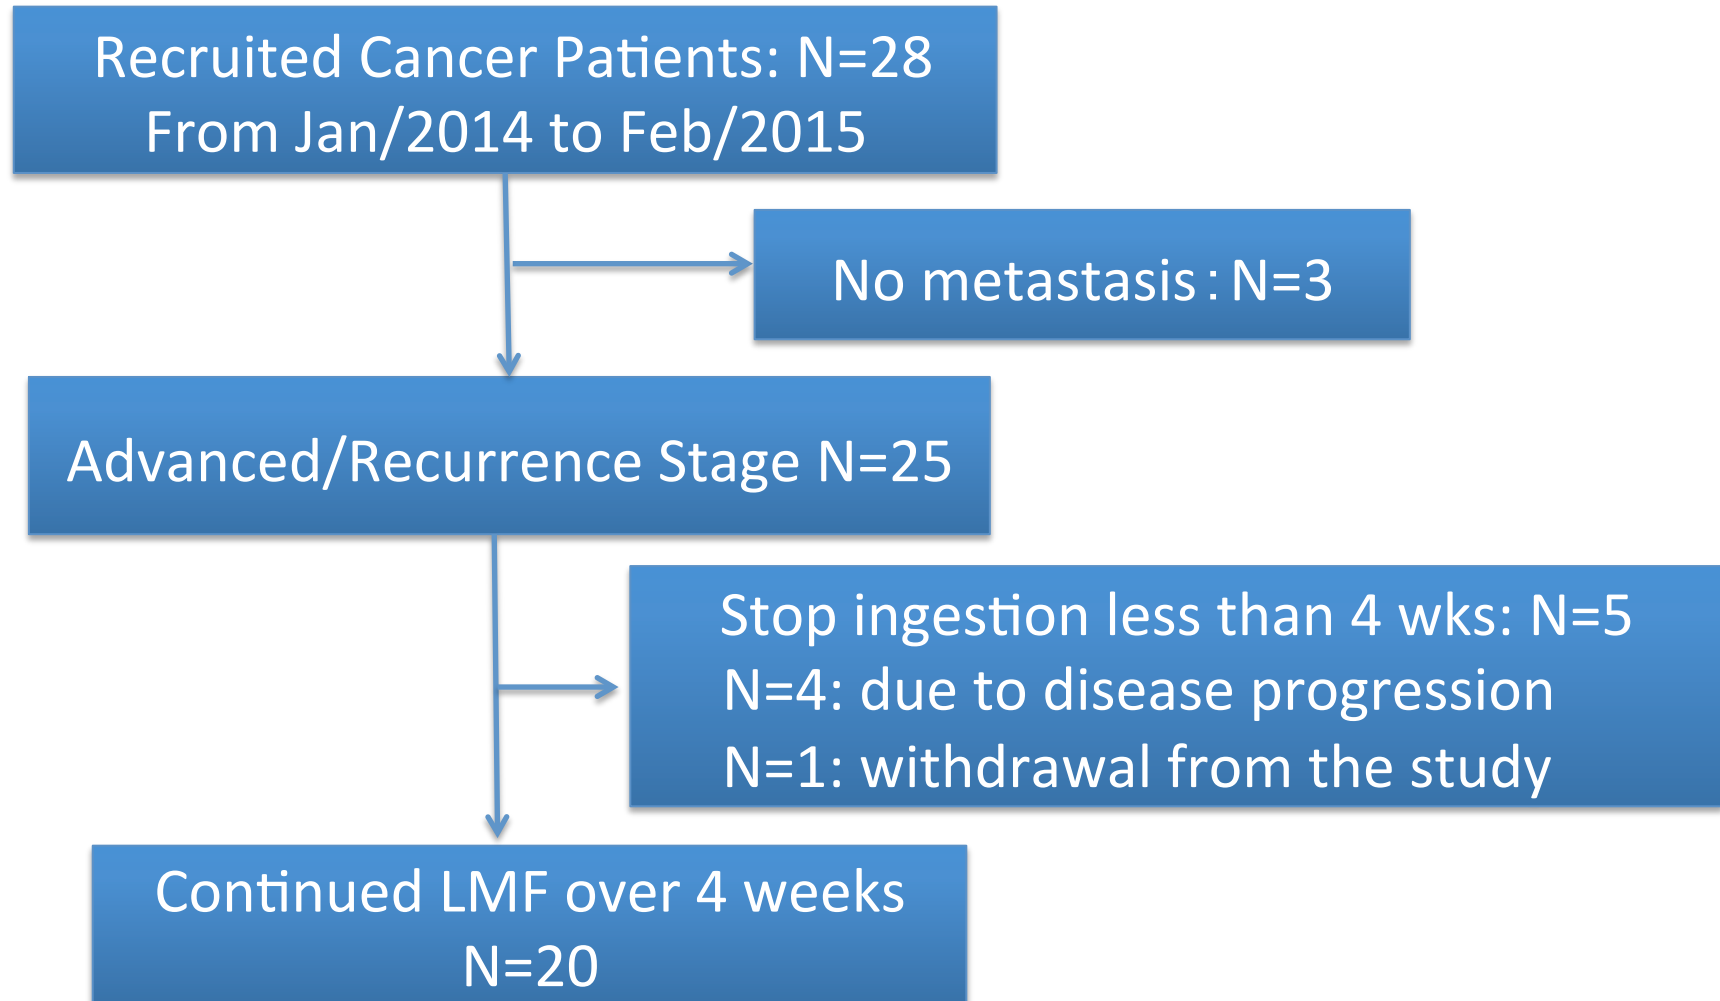 Recruited Cancer Patients: N=28
From Jan/2014 to Feb/2015
No metastasis : N=3
Advanced/Recurrence Stage N=25
Stop ingestion less than 4 wks: N=5
N=4: due to disease progression
N=1: withdrawal from the study
Continued LMF over 4 weeks
N=20